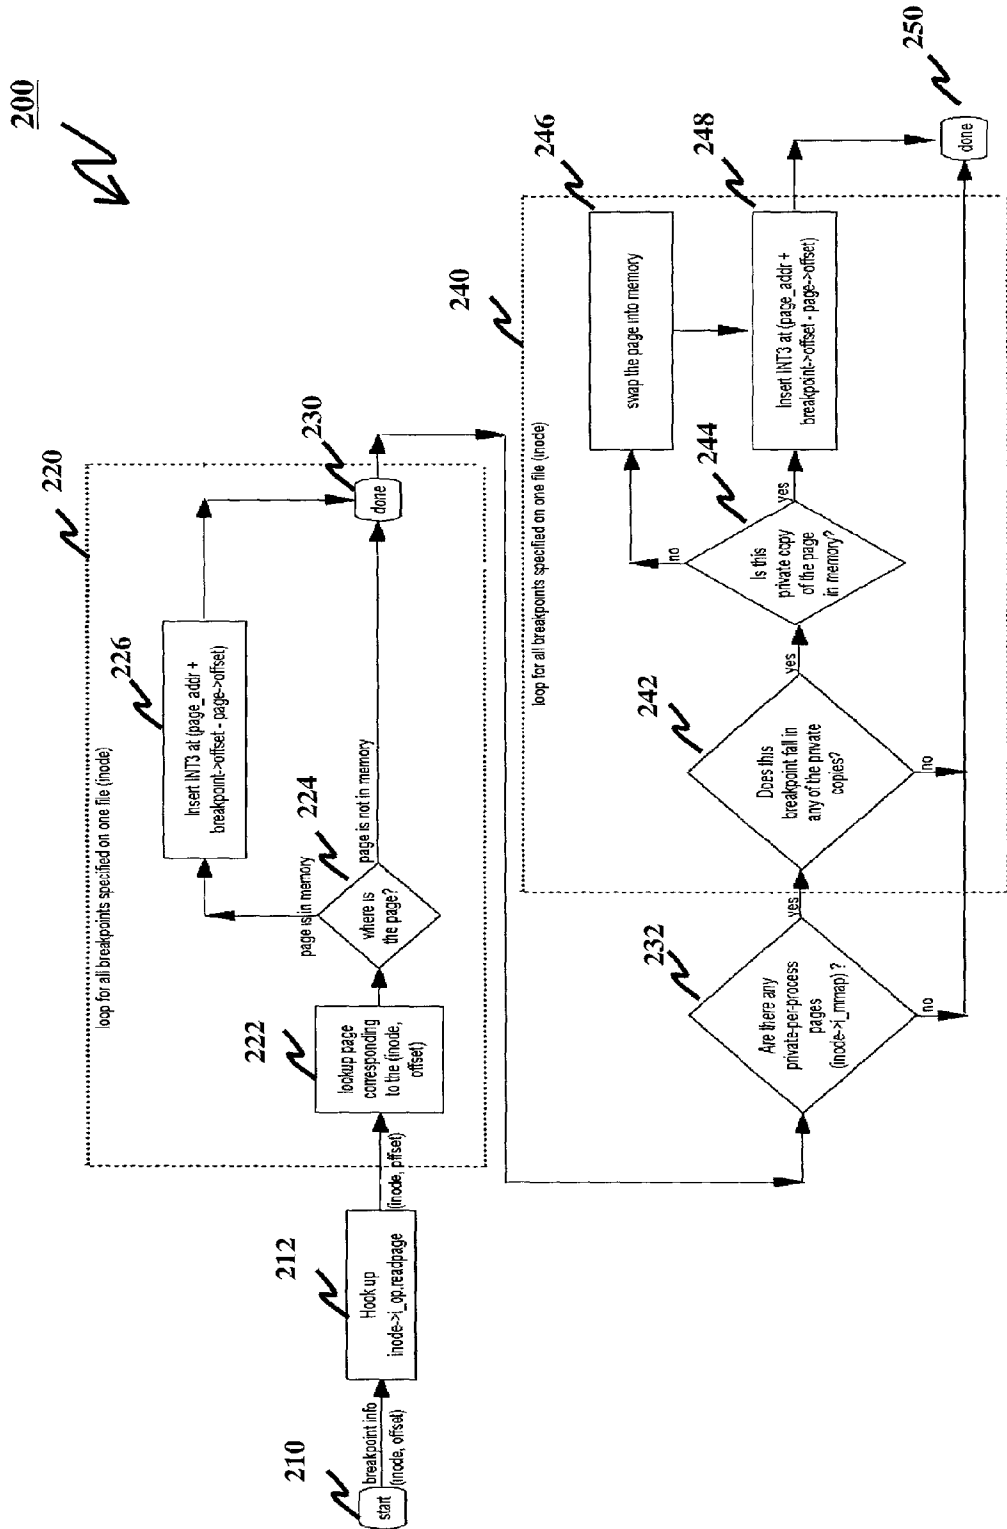 200
210
start
breakpoint info
(inode, offset)
212
Hook up
inode->i_op.readpage
(inode, offset)
220
loop for all breakpoints specified on one file (inode)
222
lookup page
corresponding
to the (inode,
offset)
224
where is
the page?
page is in memory
page is not in memory
226
Insert INT3 at (page_addr +
breakpoint->offset - page->offset)
230
done
232
Are there any
private-per-process
pages
(inode->i_mmap) ?
yes
no
240
loop for all breakpoints specified on one file (inode)
242
Does this
breakpoint fall in
any of the private
copies?
yes
no
244
Is this
private copy
of the page
in memory?
no
yes
246
swap the page into memory
248
Insert INT3 at (page_addr +
breakpoint->offset - page->offset)
250
done